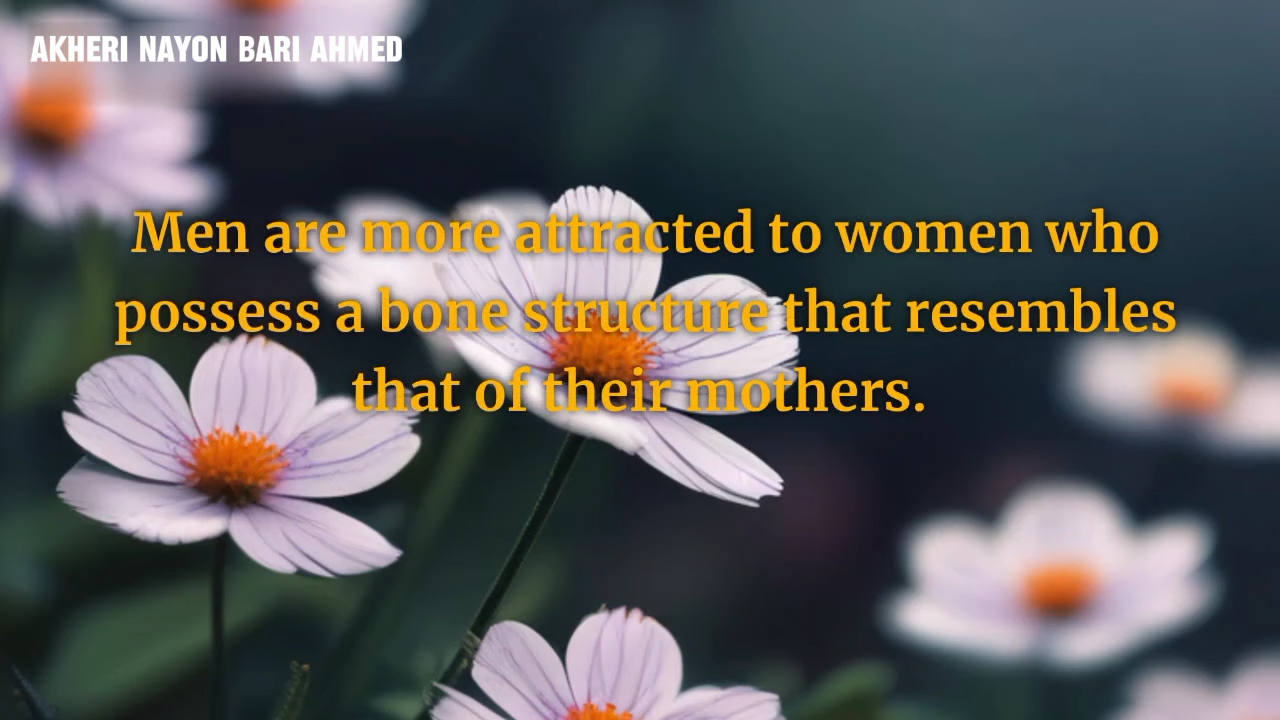 AKHERI NAYON BARI AHMED
Men are more attracted to women who
possess a bone structure that resembles
that of their mothers.